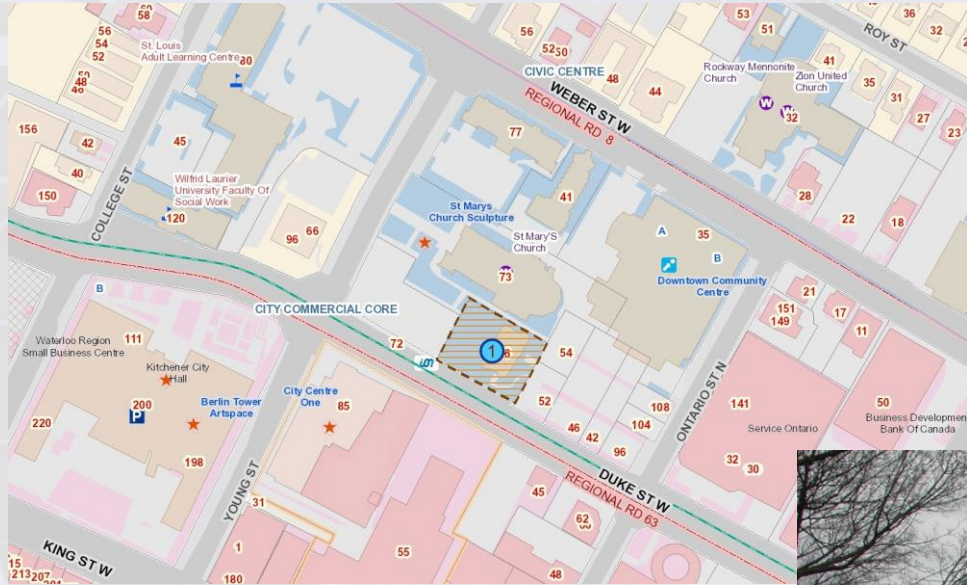 58
56
54
52
48
St. Louis
Adult Learning Centre
80
156
42
40
150
45
COLLEGE ST
Wilfrid Laurier
University Faculty Of
Social Work
120
96
66
56
52
50
CIVIC CENTRE
48
44
WEBER ST W
REGIONAL RD 8
53
51
Rockway Mennonite
Church
Zion United
Church
W
32
41
36
32
ROY ST
35
31
27
23
28
22
18
77
41
St Marys
Church Sculpture
St Mary'S
Church
73
A
35
B
Downtown Community
Centre
CITY COMMERCIAL CORE
72
1
54
52
46
42
96
104
108
ONTARIO ST N
21
151
149
17
11
141
Service Ontario
32
30
50
Business Developmen
Bank Of Canada
B
Waterloo Region
Small Business Centre
111
Kitchener City
Hall
200
P
Berlin Tower
Artspace
220
198
City Centre
One
85
YOUNG ST
31
1
180
55
45
62
48
DUKE ST W
REGIONAL RD 63
KING ST W
15
213
207